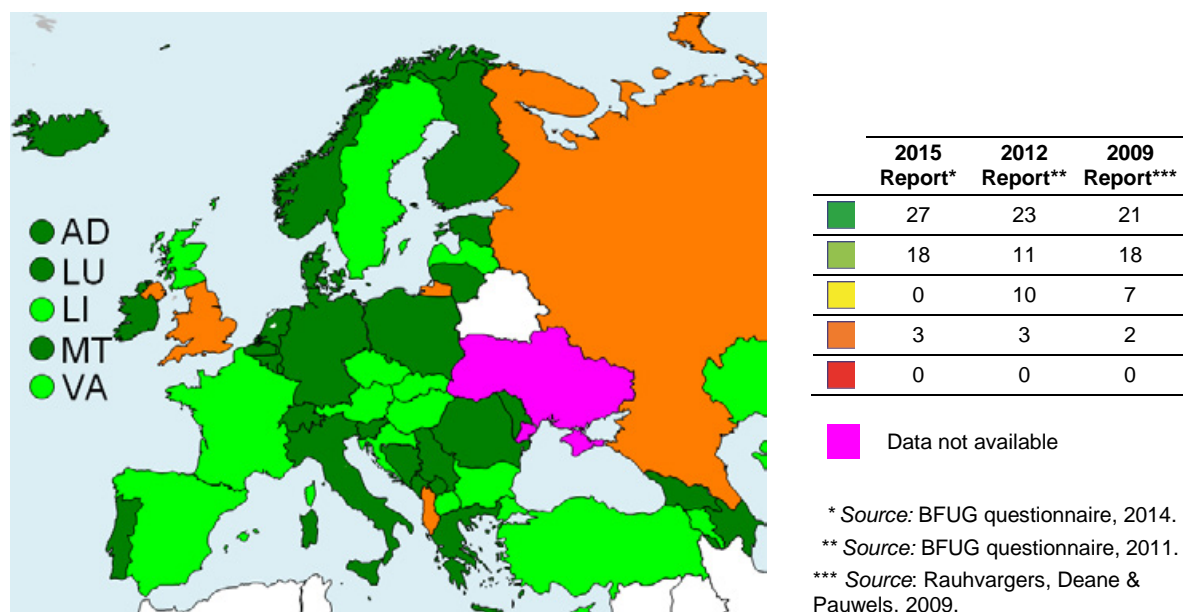 AD
LU
LI
MT
VA
2015 Report* 2012 Report** 2009 Report***
27 23 21
18 11 18
0 10 7
3 3 2
0 0 0
Data not available
* Source: BFUG questionnaire, 2014.
** Source: BFUG questionnaire, 2011.
*** Source: Rauhvargers, Deane &
Pauwels, 2009.